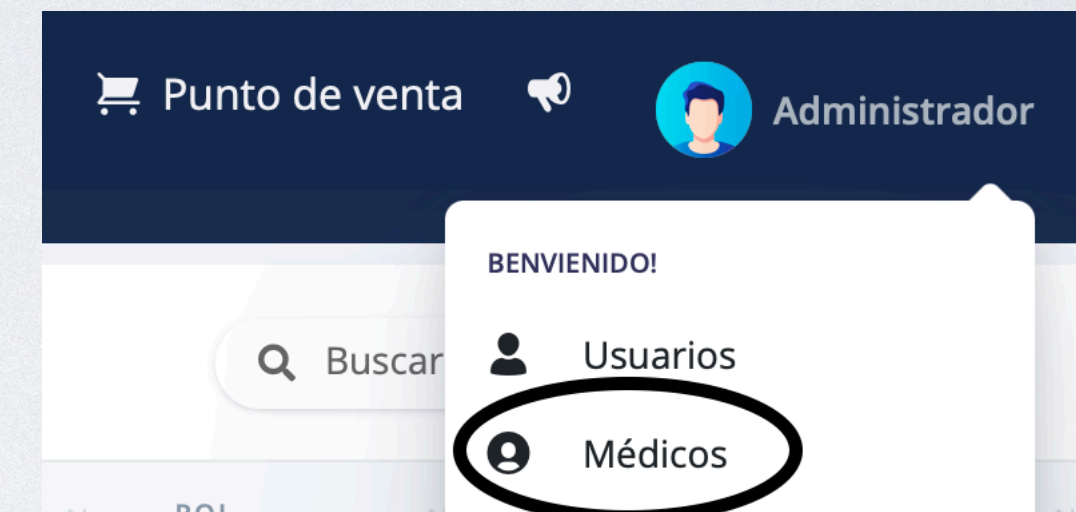 Punto de venta
Administrador
BENVIENIDO!
Buscar
Usuarios
Médicos